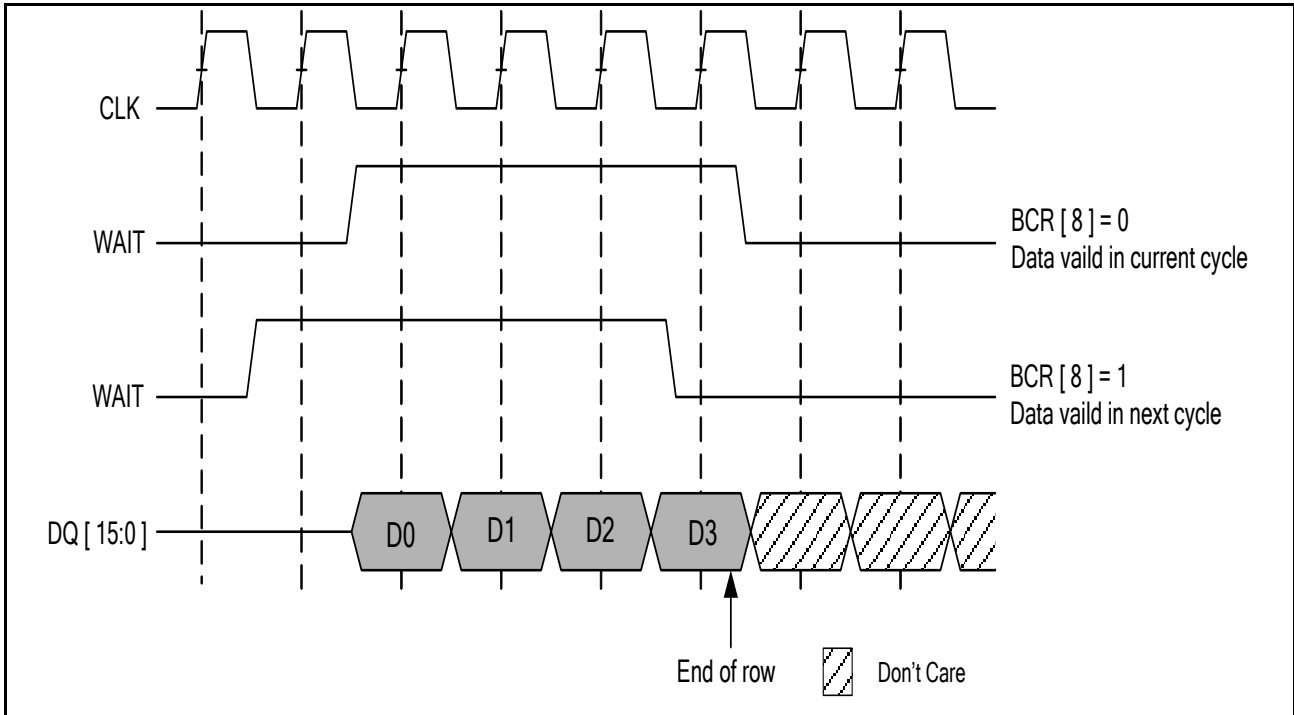 CLK
WAIT
BCR [ 8 ] = 0
Data vaild in current cycle
WAIT
BCR [ 8 ] = 1
Data vaild in next cycle
DQ [ 15:0 ]
D0
D1
D2
D3
End of row
Don't Care